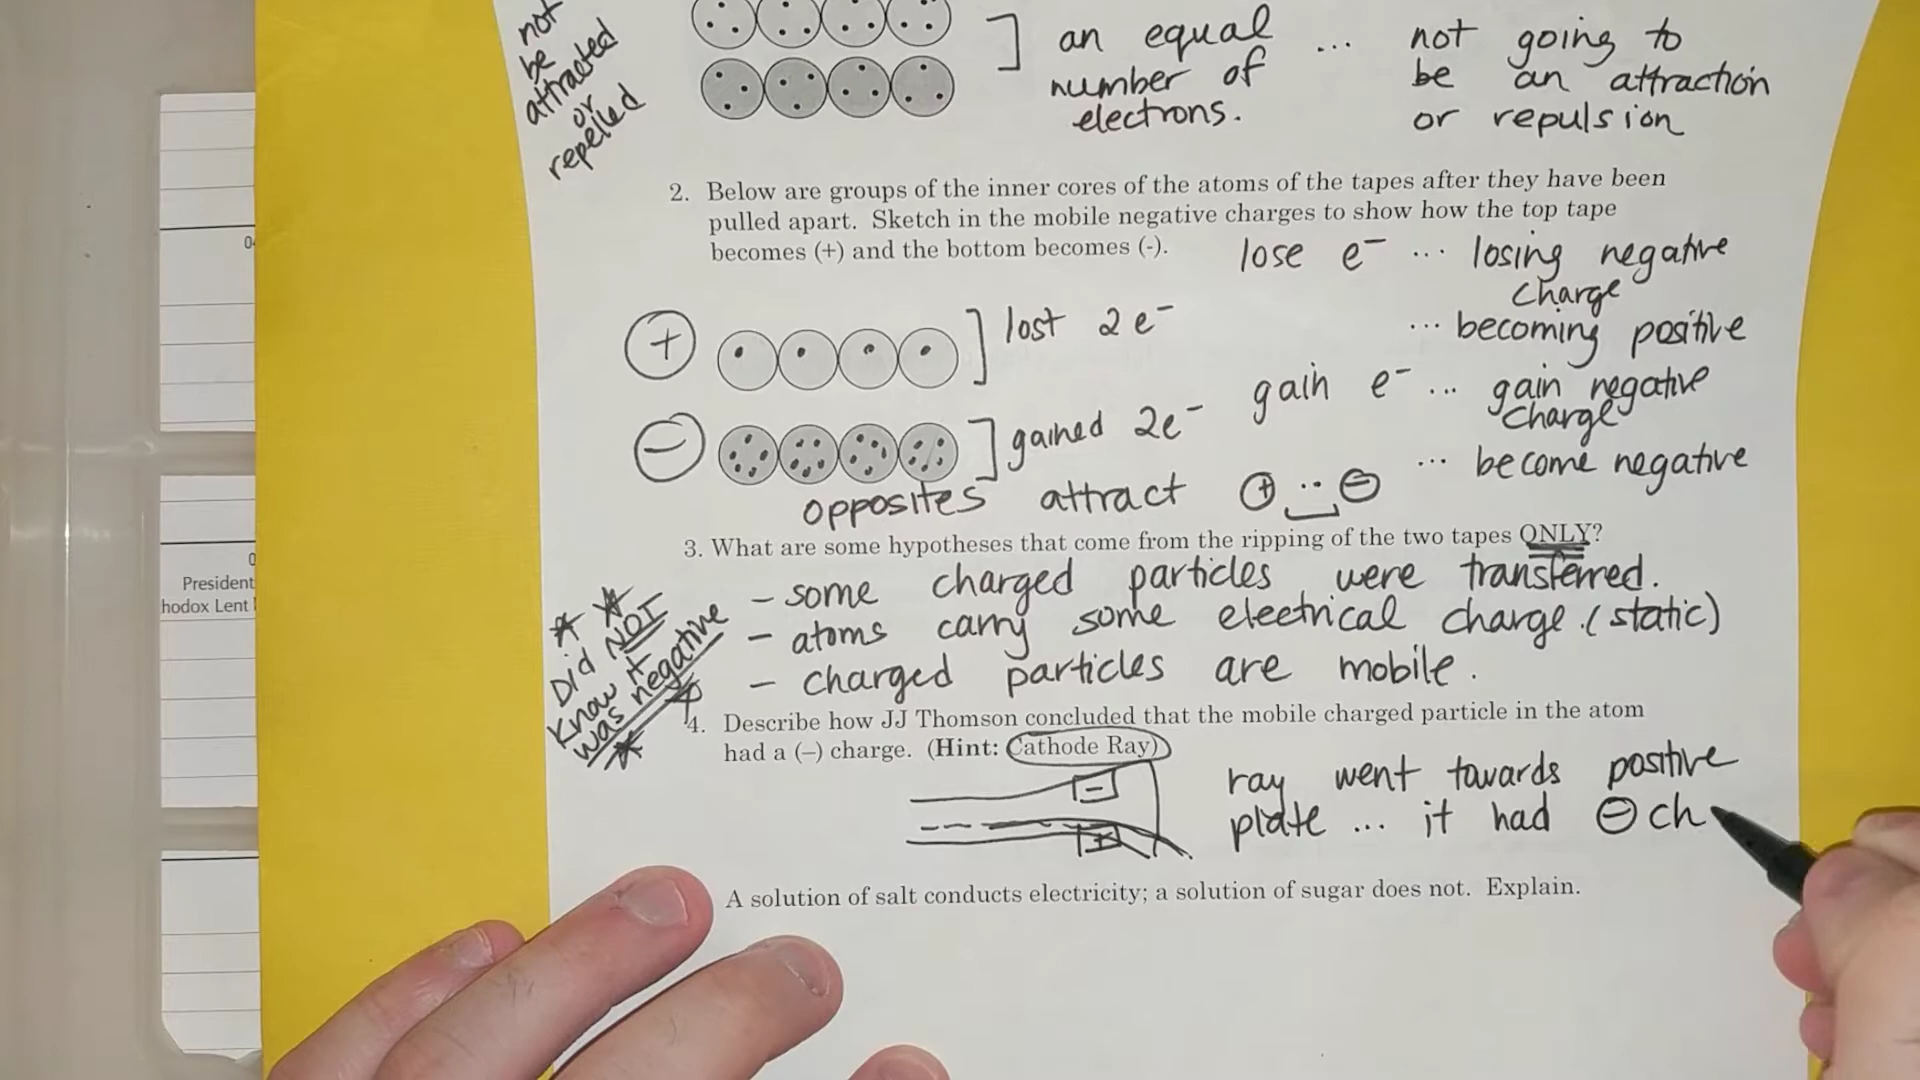 not
be
attracted
or
repelled
an equal ... not going to
number of be an attraction
electrons. or repulsion
2. Below are groups of the inner cores of the atoms of the tapes after they have been
pulled apart. Sketch in the mobile negative charges to show how the top tape
becomes (+) and the bottom becomes (-).
lose e⁻ ... losing negative
charge
... becoming positive
+ ] lost 2e⁻
gain e⁻ ... gain negative
charge
... become negative
− ] gained 2e⁻
opposites attract + −
3. What are some hypotheses that come from the ripping of the two tapes ONLY?
- some charged particles were transferred.
- atoms carry some electrical charge. (static)
- charged particles are mobile.
Did NOT
know it
was negative
4. Describe how JJ Thomson concluded that the mobile charged particle in the atom
had a (–) charge. (Hint: Cathode Ray)
−
+
ray went towards positive
plate ... it had ⊖ ch
A solution of salt conducts electricity; a solution of sugar does not. Explain.
0
0
President
hodox Lent